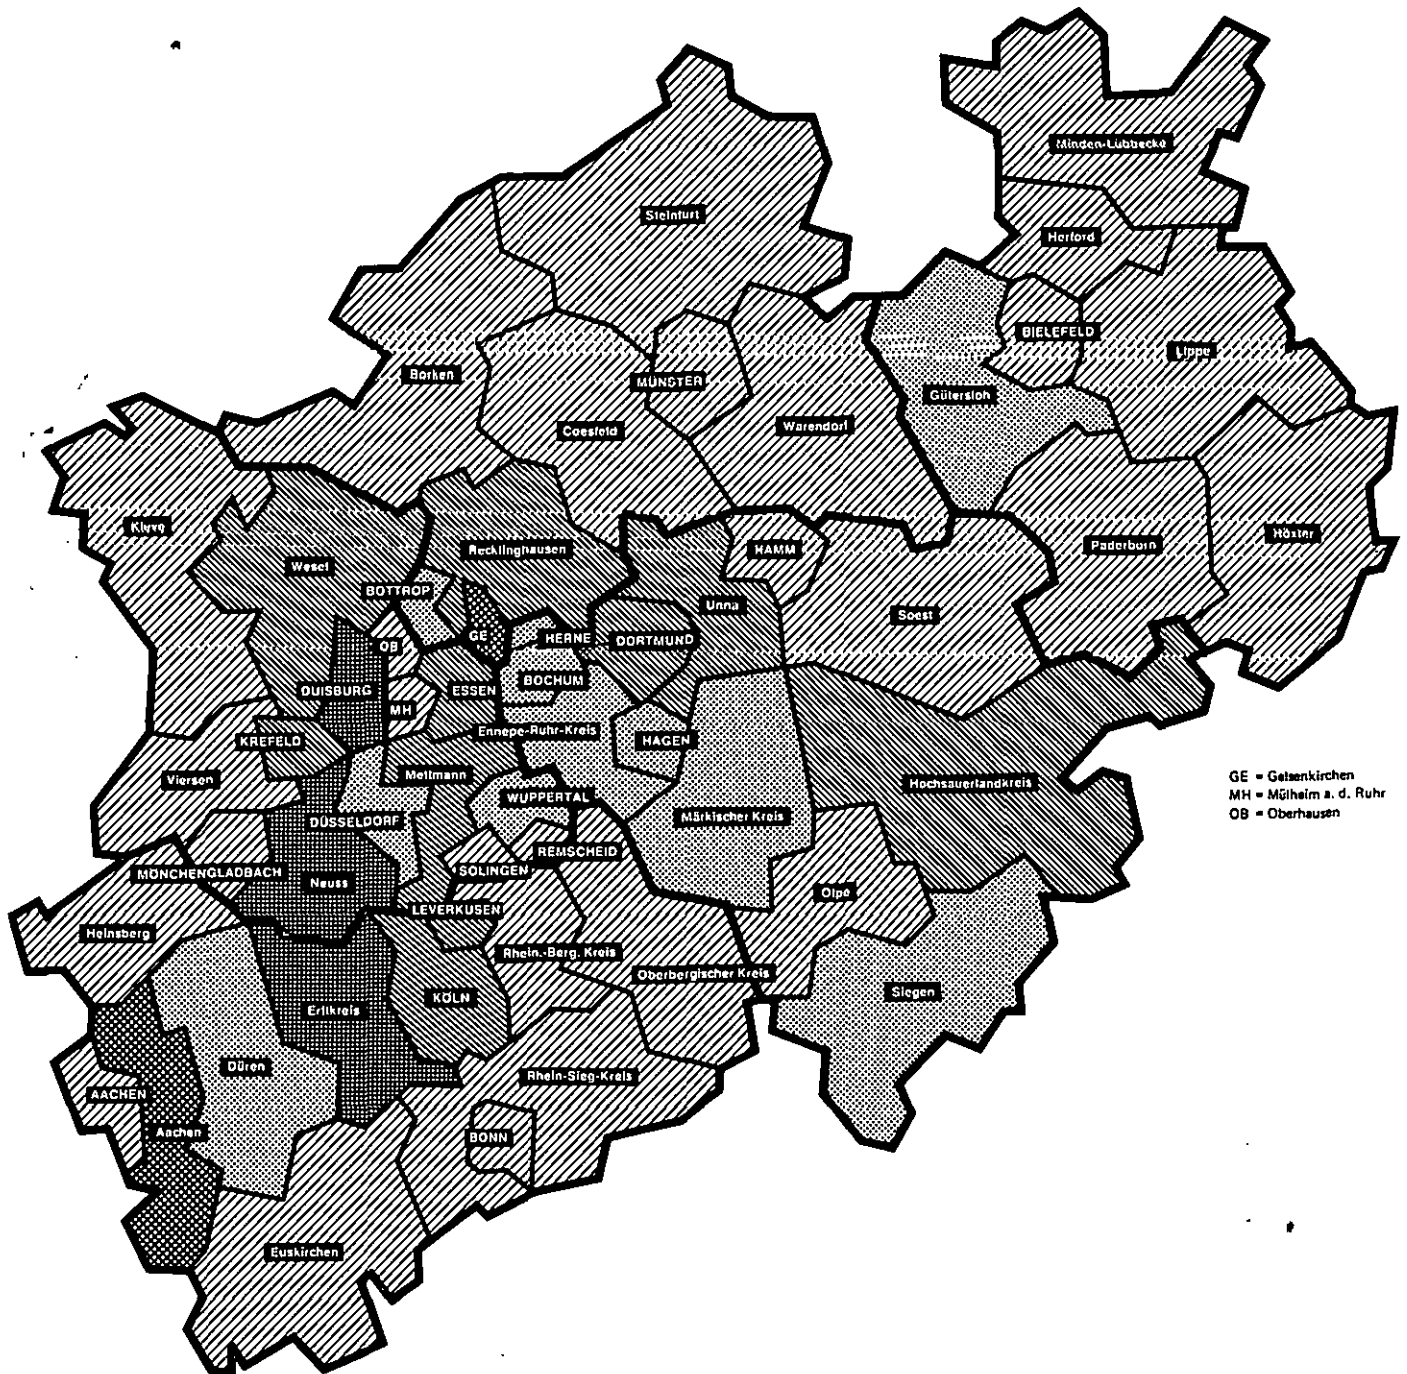 Minden-Lübbecke
Steinfurt
Herford
BIELEFELD
Lippe
Borken
MÜNSTER
Gütersloh
Coesfeld
Warendorf
Kleve
Höxter
Paderborn
Recklinghausen
HAMM
Wesel
BOTTROP
Unna
Soest
GE
HERNE
DORTMUND
OB
BOCHUM
DUISBURG
ESSEN
MH
Ennepe-Ruhr-Kreis
KREFELD
HAGEN
Viersen
Mettmann
Hochsauerlandkreis
WUPPERTAL
GE = Gelsenkirchen
MH = Mülheim a. d. Ruhr
OB = Oberhausen
DÜSSELDORF
Märkischer Kreis
REMSCHEID
MÖNCHENGLADBACH
SOLINGEN
Neuss
Olpe
LEVERKUSEN
Heinsberg
Rhein.-Berg. Kreis
Oberbergischer Kreis
KÖLN
Siegen
Erftkreis
Düren
Rhein-Sieg-Kreis
AACHEN
Aachen
BONN
Euskirchen